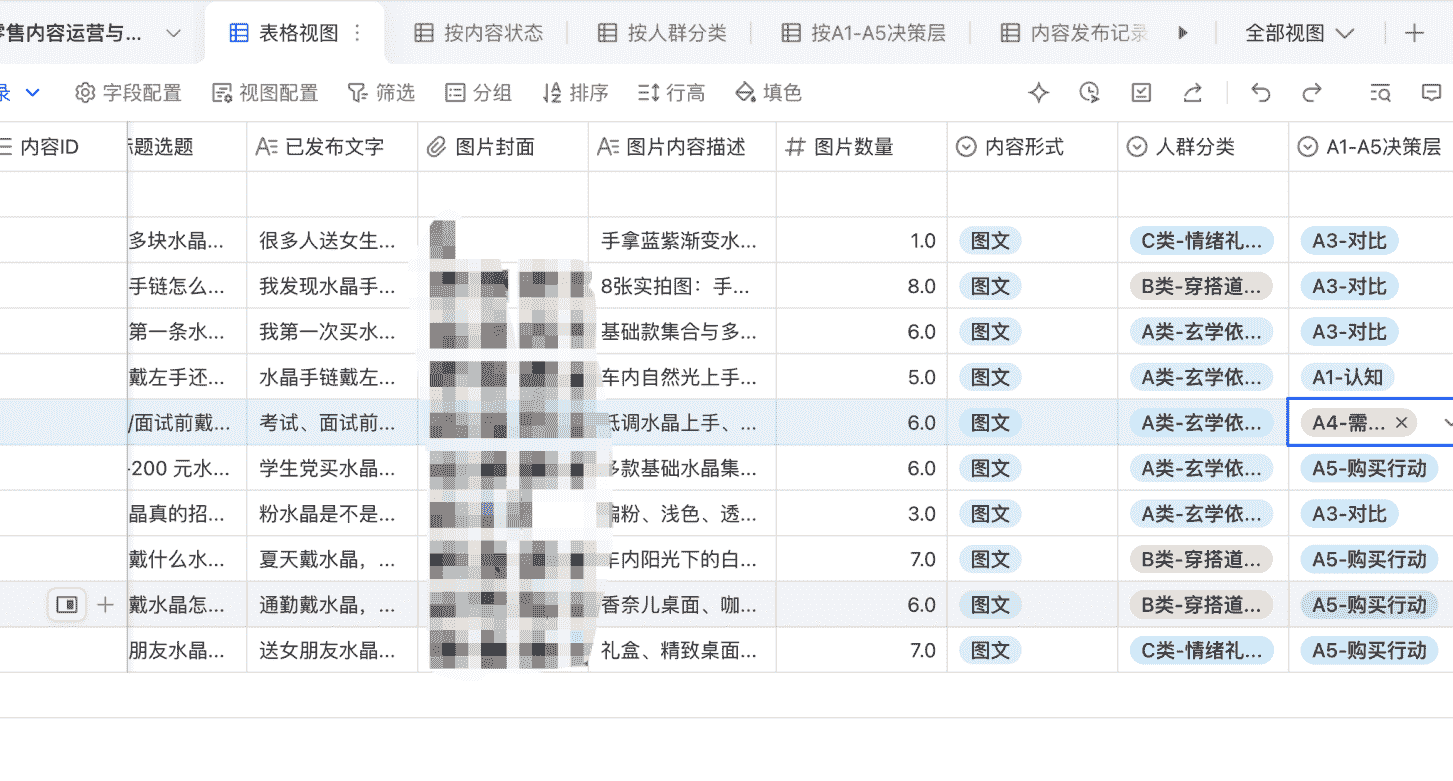 零售内容运营与... 表格视图 按内容状态 按人群分类 按A1-A5决策层 内容发布记录 全部视图
录 字段配置 视图配置 筛选 分组 排序 行高 填色
内容ID 标题选题 已发布文字 图片封面 图片内容描述 图片数量 内容形式 人群分类 A1-A5决策层
多块水晶... 很多人送女生... 手拿蓝紫渐变水... 1.0 图文 C类-情绪礼... A3-对比
手链怎么... 我发现水晶手... 8张实拍图：手... 8.0 图文 B类-穿搭道... A3-对比
第一条水... 我第一次买水... 基础款集合与多... 6.0 图文 A类-玄学依... A3-对比
戴左手还... 水晶手链戴左... 车内自然光上手... 5.0 图文 A类-玄学依... A1-认知
/面试前戴... 考试、面试前... 低调水晶上手、... 6.0 图文 A类-玄学依... A4-需...
-200 元水... 学生党买水晶... 多款基础水晶集... 6.0 图文 A类-玄学依... A5-购买行动
晶真的招... 粉水晶是不是... 偏粉、浅色、透... 3.0 图文 A类-玄学依... A3-对比
戴什么水... 夏天戴水晶，... 车内阳光下的白... 7.0 图文 B类-穿搭道... A5-购买行动
戴水晶怎... 通勤戴水晶，... 香奈儿桌面、咖... 6.0 图文 B类-穿搭道... A5-购买行动
朋友水晶... 送女朋友水晶... 礼盒、精致桌面... 7.0 图文 C类-情绪礼... A5-购买行动